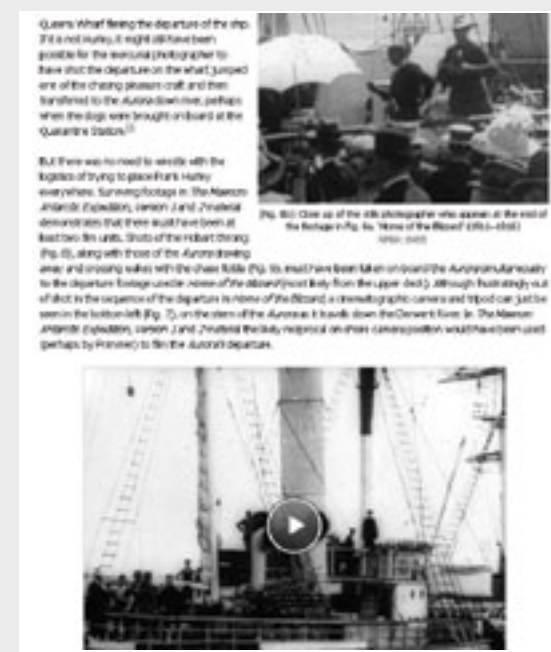 Queens Wharf filming the departure of the ship.
If it is not Hurley, it might still have been
possible for the mercurial photographer to
have shot the departure on the wharf, jumped
one of the chasing pleasure craft and then
transferred to the Aurora down river, perhaps
when the dogs were brought on board at the
Quarantine Station.
But there was no need to wrestle with the
logistics of trying to place Frank Hurley
everywhere. Surviving footage in The Mawson
Antarctic Expedition, version 1 and 2 material
demonstrates that there must have been at
least two film units. Shots of the Hobart throng
(Fig. 8), along with those of the Aurora drawing
away and crossing wakes with the chase flotilla (Fig. 9), must have been taken on board the Aurora simultaneously
to the departure footage used in Home of the Blizzard (most likely from the upper deck). Although frustratingly out
of shot in the sequence of the departure in Home of the Blizzard, a cinematographic camera and tripod can just be
seen in the bottom left (Fig. 7), on the stern of the Aurora as it travels down the Derwent River. In The Mawson
Antarctic Expedition, version 1 and 2 material the likely reciprocal on shore camera position would have been used
(perhaps by Primmer) to film the Aurora's departure.
Close up of the stills photographer who appears at the end of
the footage in Fig. 6a. 'Home of the Blizzard' (1911–1916)